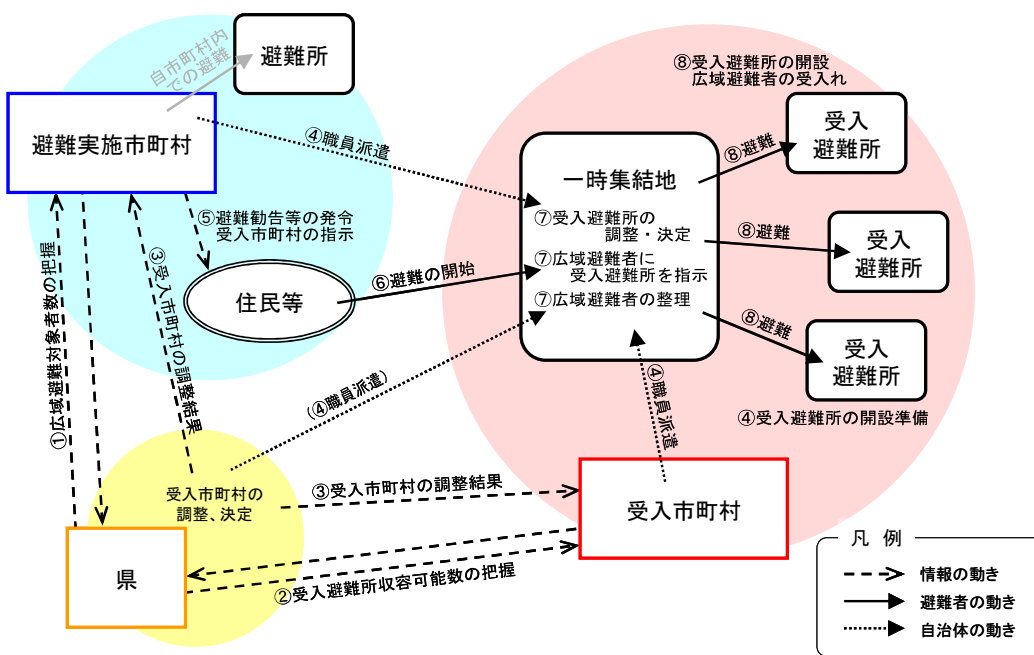 自市町村内
での避難
避難所
避難実施市町村
④職員派遣
⑤避難勧告等の発令
受入市町村の指示
住民等
⑥避難の開始
①広域避難対象者数の把握
③受入市町村の調整結果
(④職員派遣)
受入市町村の
調整、決定
県
③受入市町村の調整結果
②受入避難所収容可能数の把握
⑧受入避難所の開設
広域避難者の受入れ
一時集結地
⑦受入避難所の
調整・決定
⑦広域避難者に
受入避難所を指示
⑦広域避難者の整理
⑧避難
受入
避難所
⑧避難
受入
避難所
⑧避難
受入
避難所
④受入避難所の開設準備
④職員派遣
受入市町村
凡 例
情報の動き
避難者の動き
自治体の動き